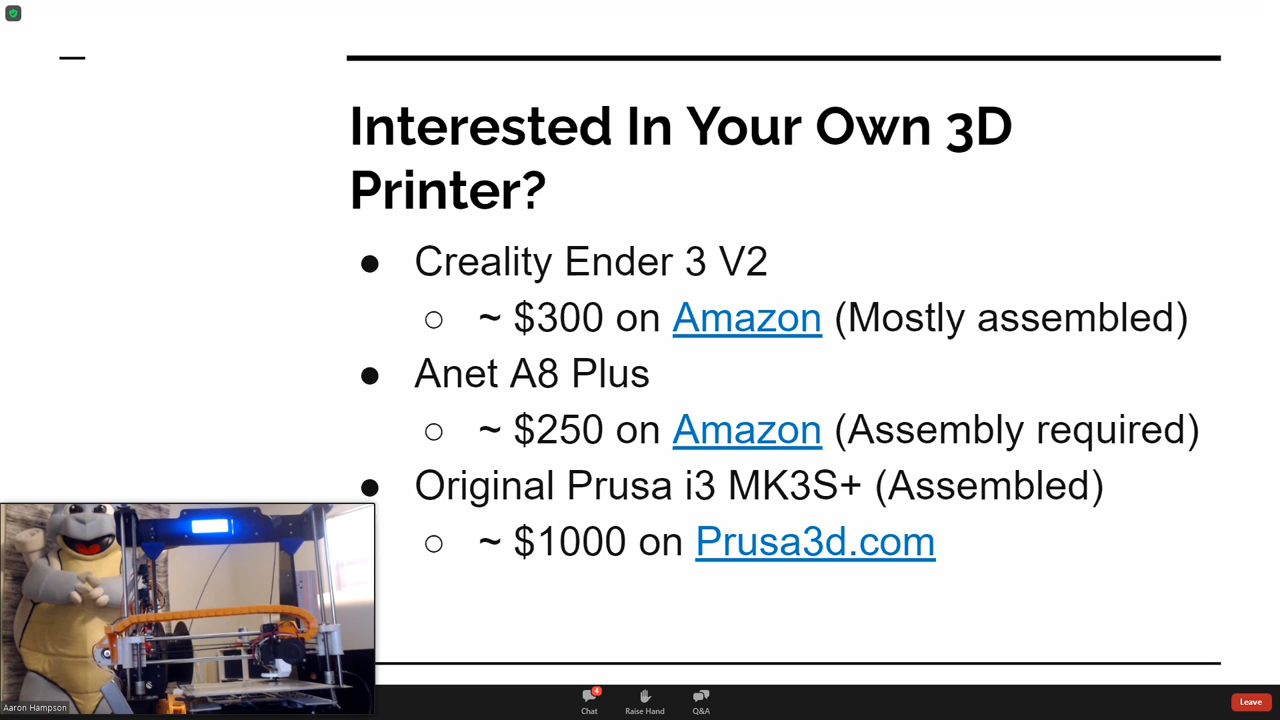 Interested In Your Own 3D
Printer?
● Creality Ender 3 V2
○ ~ $300 on Amazon (Mostly assembled)
● Anet A8 Plus
○ ~ $250 on Amazon (Assembly required)
● Original Prusa i3 MK3S+ (Assembled)
○ ~ $1000 on Prusa3d.com
Aaron Hampson
4
Chat
Raise Hand
Q&A
Leave